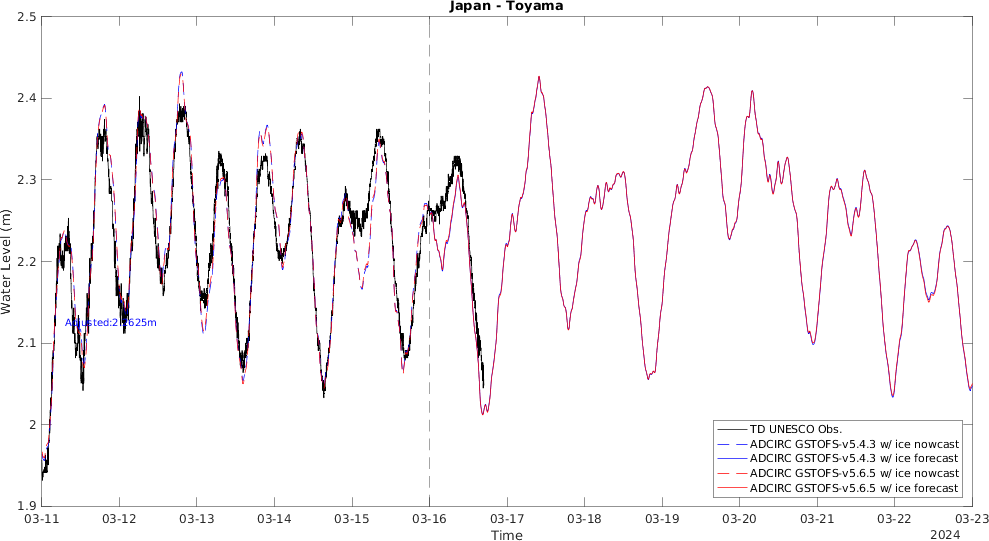 Japan - Toyama
2.5
2.4
2.3
2.2
2.1
2
1.9
Water Level (m)
03-11 03-12 03-13 03-14 03-15 03-16 03-17 03-18 03-19 03-20 03-21 03-22 03-23
Time
2024
TD UNESCO Obs.
ADCIRC GSTOFS-v5.4.3 w/ ice nowcast
ADCIRC GSTOFS-v5.4.3 w/ ice forecast
ADCIRC GSTOFS-v5.6.5 w/ ice nowcast
ADCIRC GSTOFS-v5.6.5 w/ ice forecast